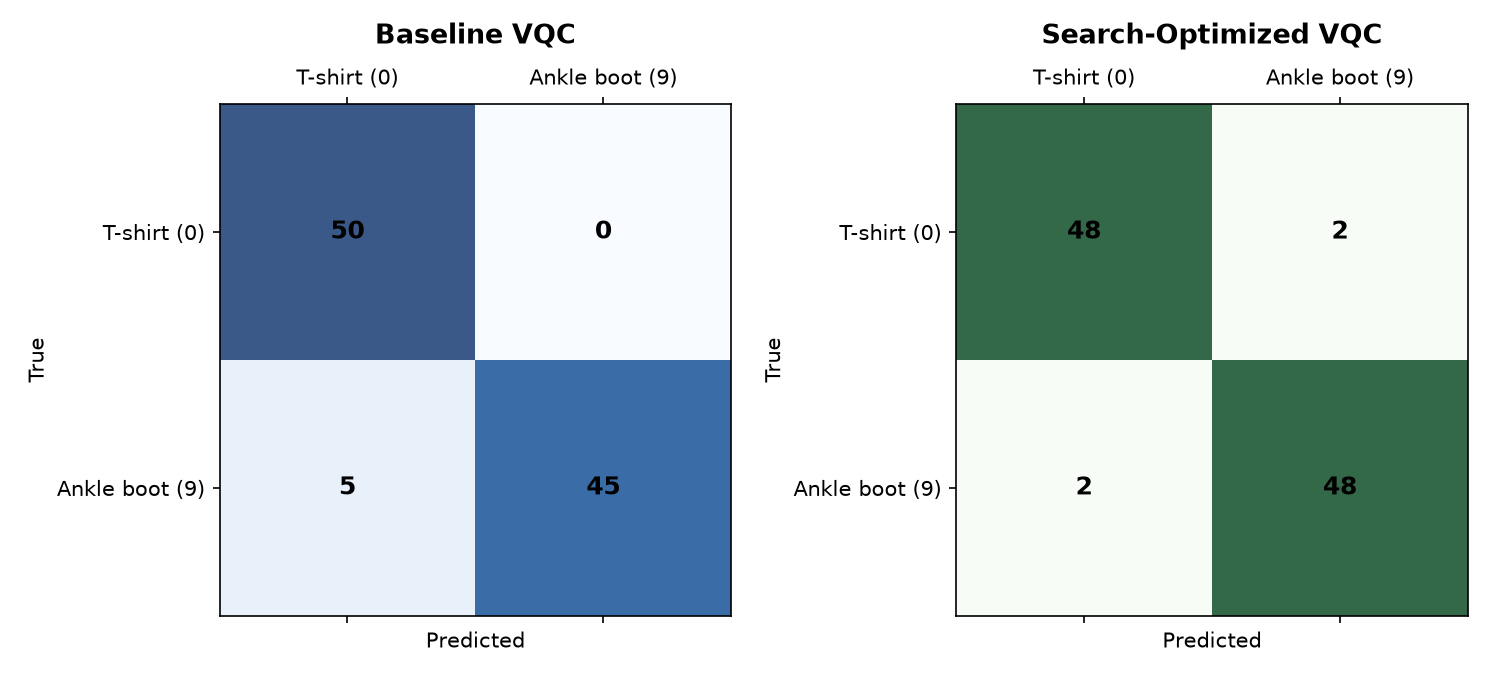 Baseline VQC
T-shirt (0)
Ankle boot (9)
True
T-shirt (0)
50
0
Ankle boot (9)
5
45
Predicted
Search-Optimized VQC
T-shirt (0)
Ankle boot (9)
True
T-shirt (0)
48
2
Ankle boot (9)
2
48
Predicted